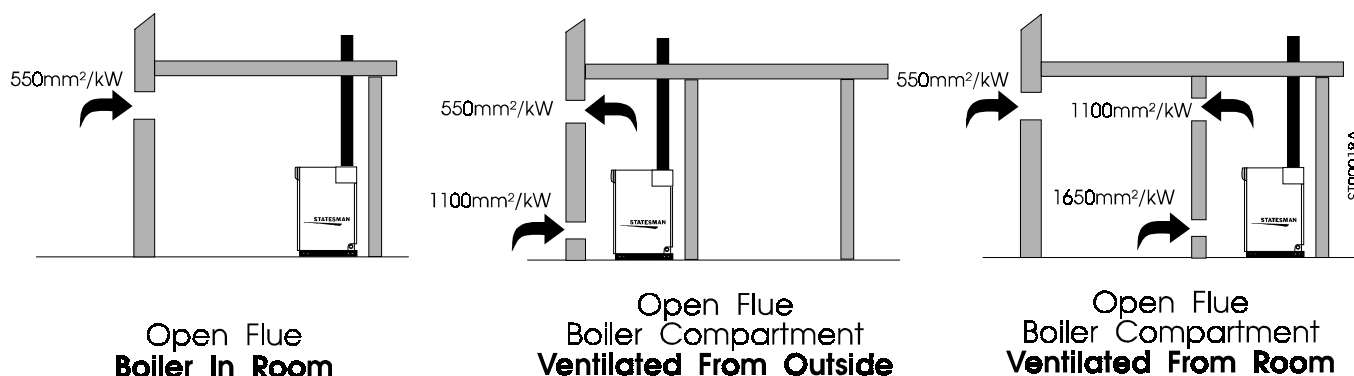 550mm²/kW
STATESMAN
Open Flue
Boiler In Room
550mm²/kW
1100mm²/kW
STATESMAN
Open Flue
Boiler Compartment
Ventilated From Outside
550mm²/kW
1100mm²/kW
1650mm²/kW
STATESMAN
Open Flue
Boiler Compartment
Ventilated From Room